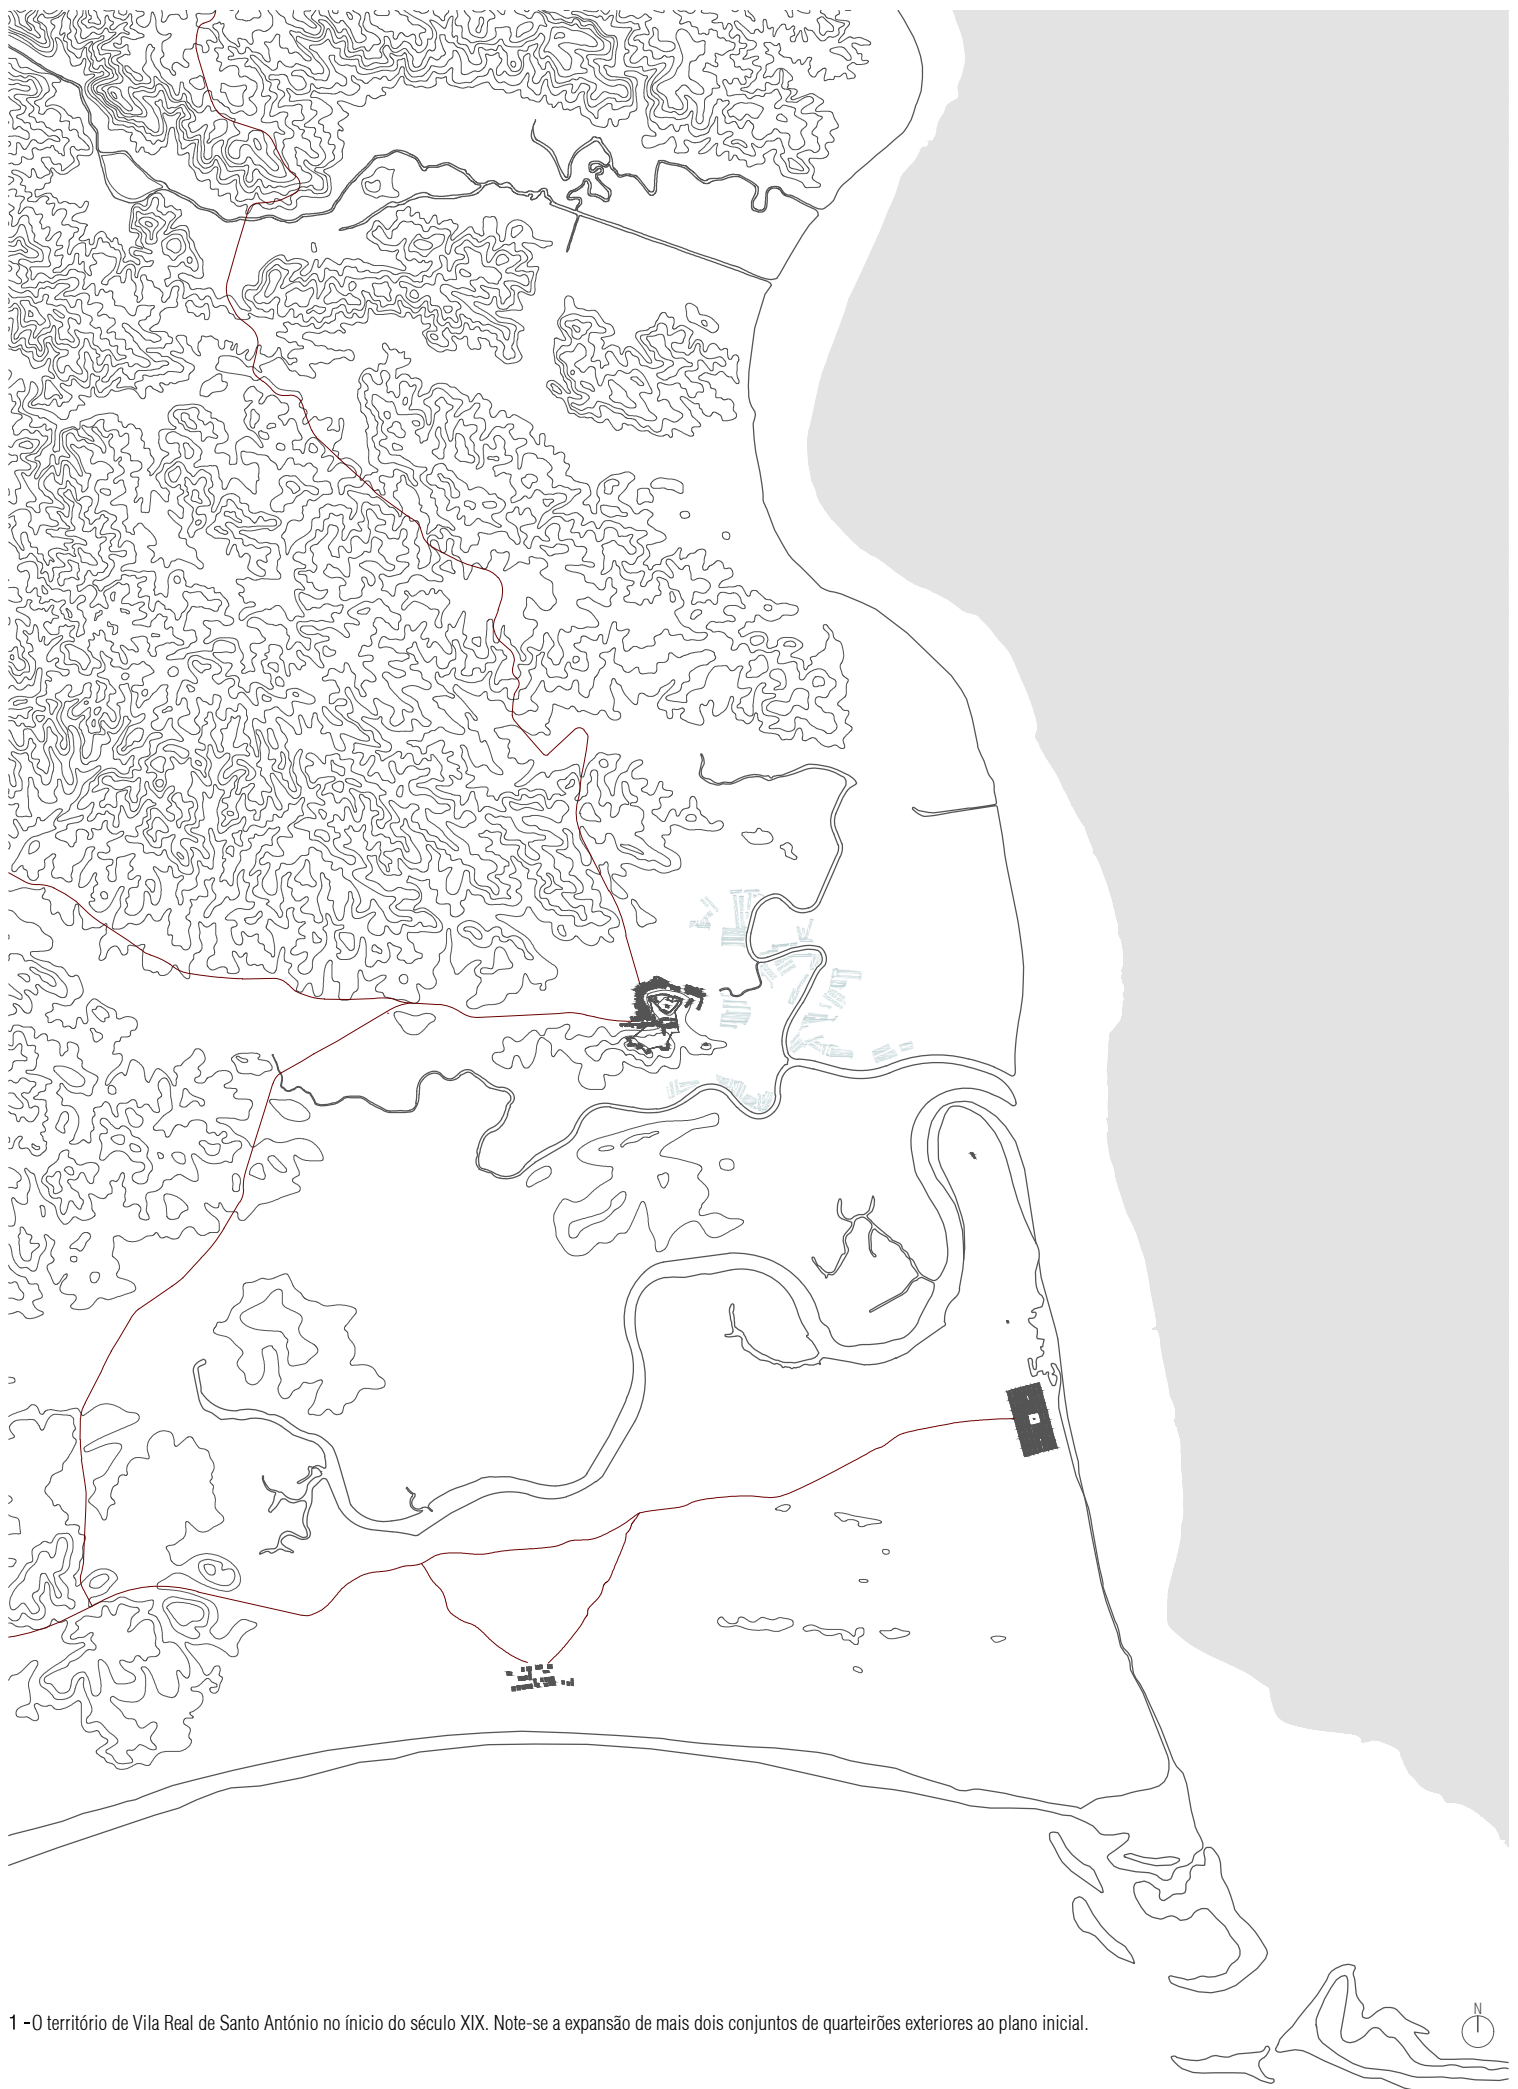 1 -O território de Vila Real de Santo António no ínicio do século XIX. Note-se a expansão de mais dois conjuntos de quarteirões exteriores ao plano inicial.
N